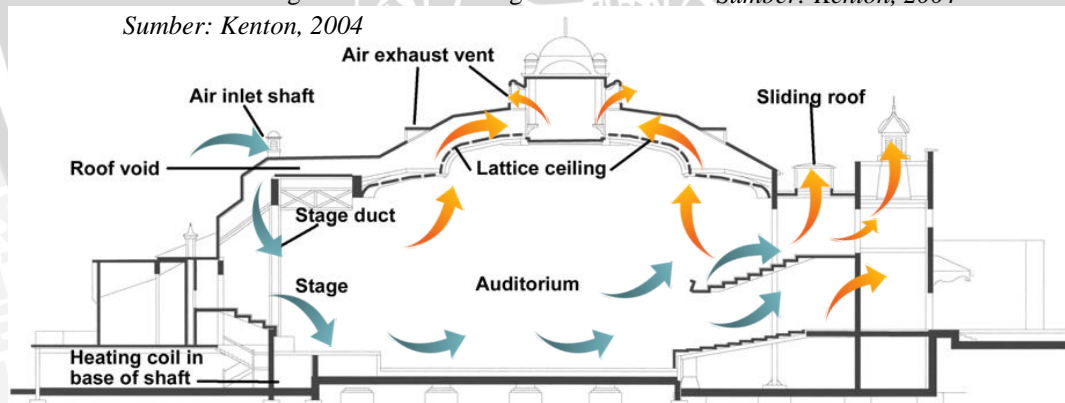 Sumber: Kenton, 2004
Air exhaust vent
Air inlet shaft
Sliding roof
Roof void
Lattice ceiling
Stage duct
Stage
Auditorium
Heating coil in
base of shaft